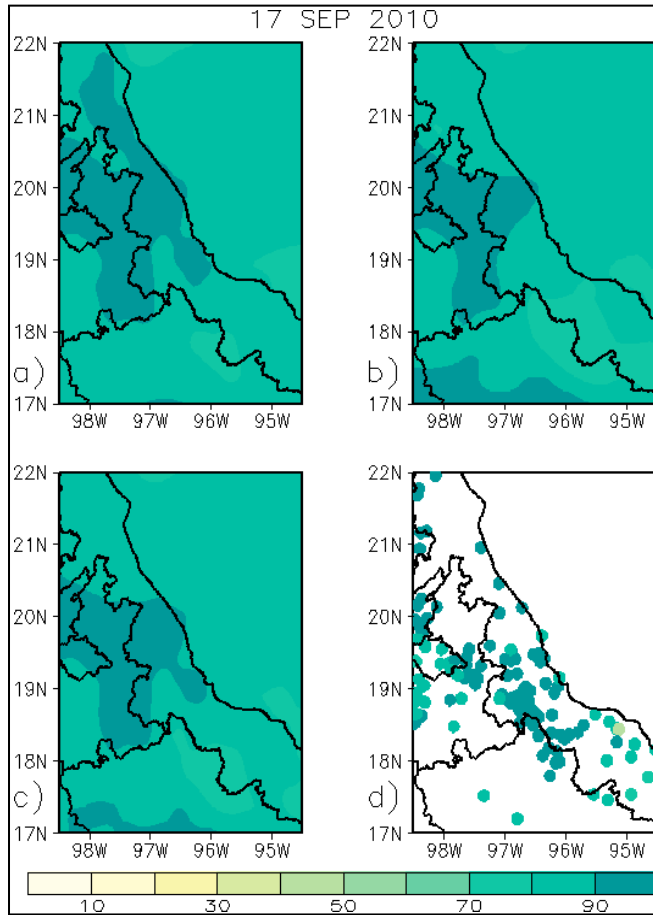 17 SEP 2010
22N 22N
21N 21N
20N 20N
19N 19N
18N 18N
a) b)
17N 17N
98W 97W 96W 95W 98W 97W 96W 95W
22N 22N
21N 21N
20N 20N
19N 19N
18N 18N
c) d)
17N 17N
98W 97W 96W 95W 98W 97W 96W 95W
10 30 50 70 90